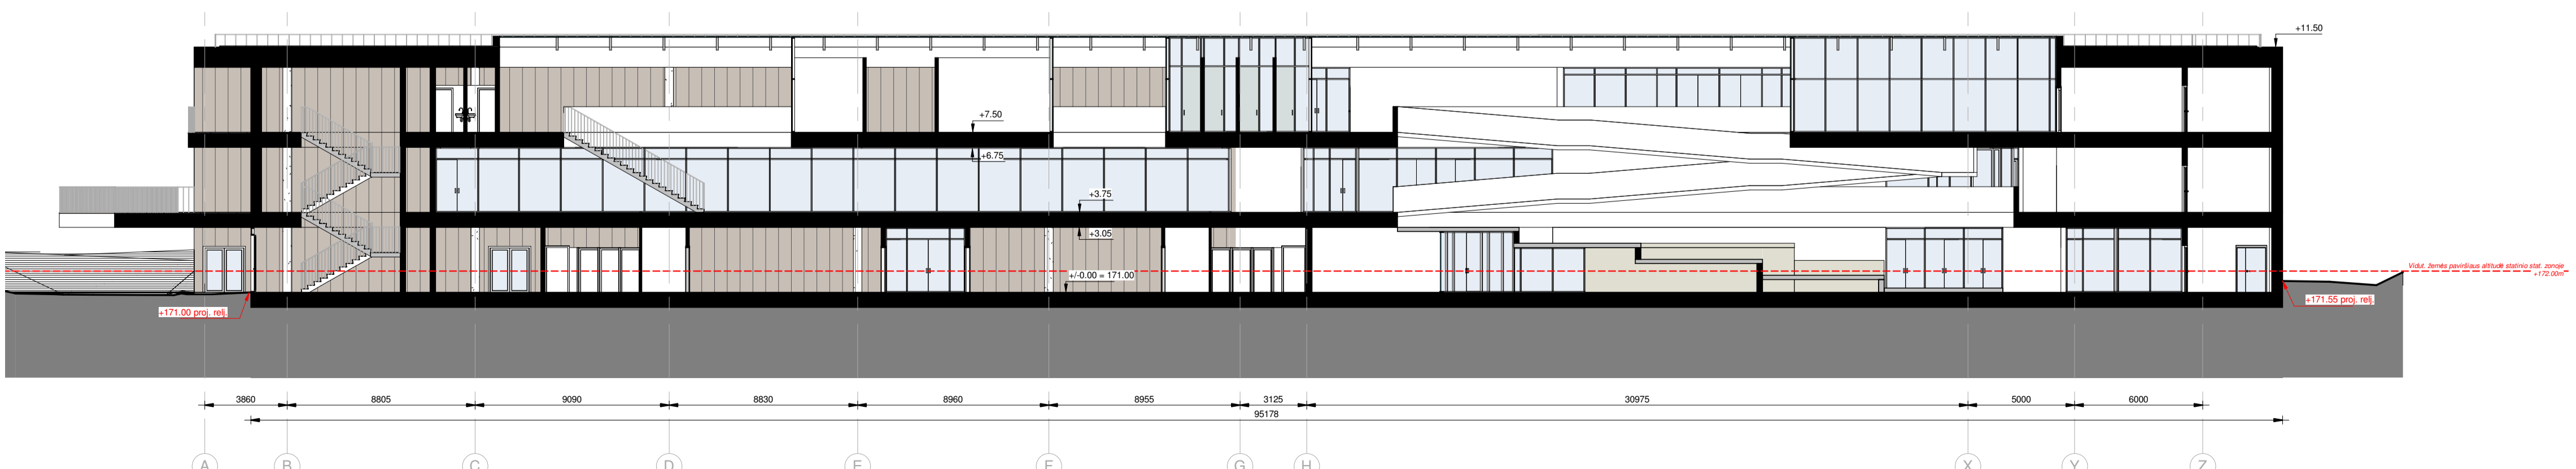 +11.50
+7.50
+6.75
+3.75
+3.05
+/-0.00 = 171.00
Vidut. žemės paviršiaus altitudė statinio stat. zonoje
+172.00m
+171.00 proj. relj.
+171.55 proj. relj.
3860 8805 9090 8830 8960 8955 3125 30975 5000 6000
95178
A B C D G H X Y Z